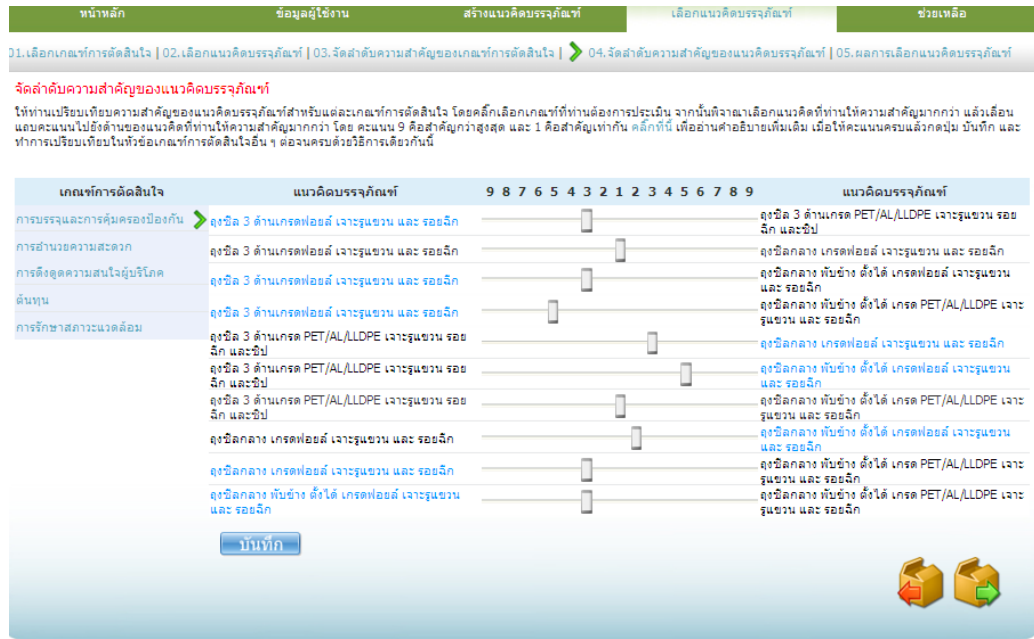 หน้าหลัก ข้อมูลผู้ใช้งาน สร้างแนวคิดบรรจุภัณฑ์ เลือกแนวคิดบรรจุภัณฑ์ ช่วยเหลือ
01.เลือกเกณฑ์การตัดสินใจ | 02.เลือกแนวคิดบรรจุภัณฑ์ | 03.จัดลำดับความสำคัญของเกณฑ์การตัดสินใจ | 04.จัดลำดับความสำคัญของแนวคิดบรรจุภัณฑ์ | 05.ผลการเลือกแนวคิดบรรจุภัณฑ์
จัดลำดับความสำคัญของแนวคิดบรรจุภัณฑ์
ให้ท่านเปรียบเทียบความสำคัญของแนวคิดบรรจุภัณฑ์สำหรับแต่ละเกณฑ์การตัดสินใจ โดยคลิ๊กเลือกเกณฑ์ที่ท่านต้องการประเมิน จากนั้นพิจาณาเลือกแนวคิดที่ท่านให้ความสำคัญมากกว่า แล้วเลื่อน
แถบคะแนนไปยังด้านของแนวคิดที่ท่านให้ความสำคัญมากกว่า โดย คะแนน 9 คือสำคัญกว่าสูงสุด และ 1 คือสำคัญเท่ากัน คลิ๊กที่นี่ เพื่ออ่านคำอธิบายเพิ่มเติม เมื่อให้คะแนนครบแล้วกดปุ่ม บันทึก และ
ทำการเปรียบเทียบในหัวข้อเกณฑ์การตัดสินใจอื่น ๆ ต่อจนครบด้วยวิธีการเดียวกันนี้
เกณฑ์การตัดสินใจ แนวคิดบรรจุภัณฑ์ 9 8 7 6 5 4 3 2 1 2 3 4 5 6 7 8 9 แนวคิดบรรจุภัณฑ์
การบรรจุและการคุ้มครองป้องกัน
การอำนวยความสะดวก
การดึงดูดความสนใจผู้บริโภค
ต้นทุน
การรักษาสภาวะแวดล้อม
ถุงซีล 3 ด้านเกรดฟอยล์ เจาะรูแขวน และ รอยฉีก
ถุงซีล 3 ด้านเกรด PET/AL/LLDPE เจาะรูแขวน รอย
ฉีก และซิป
ถุงซีล 3 ด้านเกรดฟอยล์ เจาะรูแขวน และ รอยฉีก
ถุงซีลกลาง เกรดฟอยล์ เจาะรูแขวน และ รอยฉีก
ถุงซีล 3 ด้านเกรดฟอยล์ เจาะรูแขวน และ รอยฉีก
ถุงซีลกลาง พับข้าง ตั้งได้ เกรดฟอยล์ เจาะรูแขวน
และ รอยฉีก
ถุงซีล 3 ด้านเกรดฟอยล์ เจาะรูแขวน และ รอยฉีก
ถุงซีลกลาง พับข้าง ตั้งได้ เกรด PET/AL/LLDPE เจาะ
รูแขวน และ รอยฉีก
ถุงซีล 3 ด้านเกรด PET/AL/LLDPE เจาะรูแขวน รอย
ฉีก และซิป
ถุงซีลกลาง เกรดฟอยล์ เจาะรูแขวน และ รอยฉีก
ถุงซีล 3 ด้านเกรด PET/AL/LLDPE เจาะรูแขวน รอย
ฉีก และซิป
ถุงซีลกลาง พับข้าง ตั้งได้ เกรดฟอยล์ เจาะรูแขวน
และ รอยฉีก
ถุงซีล 3 ด้านเกรด PET/AL/LLDPE เจาะรูแขวน รอย
ฉีก และซิป
ถุงซีลกลาง พับข้าง ตั้งได้ เกรด PET/AL/LLDPE เจาะ
รูแขวน และ รอยฉีก
ถุงซีลกลาง เกรดฟอยล์ เจาะรูแขวน และ รอยฉีก
ถุงซีลกลาง พับข้าง ตั้งได้ เกรดฟอยล์ เจาะรูแขวน
และ รอยฉีก
ถุงซีลกลาง เกรดฟอยล์ เจาะรูแขวน และ รอยฉีก
ถุงซีลกลาง พับข้าง ตั้งได้ เกรด PET/AL/LLDPE เจาะ
รูแขวน และ รอยฉีก
ถุงซีลกลาง พับข้าง ตั้งได้ เกรดฟอยล์ เจาะรูแขวน
และ รอยฉีก
ถุงซีลกลาง พับข้าง ตั้งได้ เกรด PET/AL/LLDPE เจาะ
รูแขวน และ รอยฉีก
บันทึก